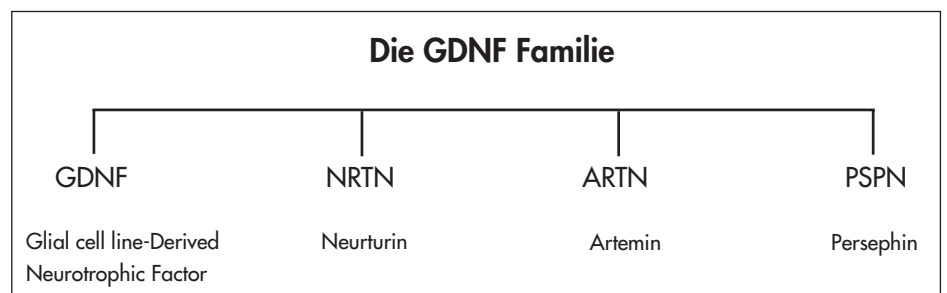 Die GDNF Familie
GDNF NRTN ARTN PSPN
Glial cell line-Derived Neurturin Artemin Persephin
Neurotrophic Factor